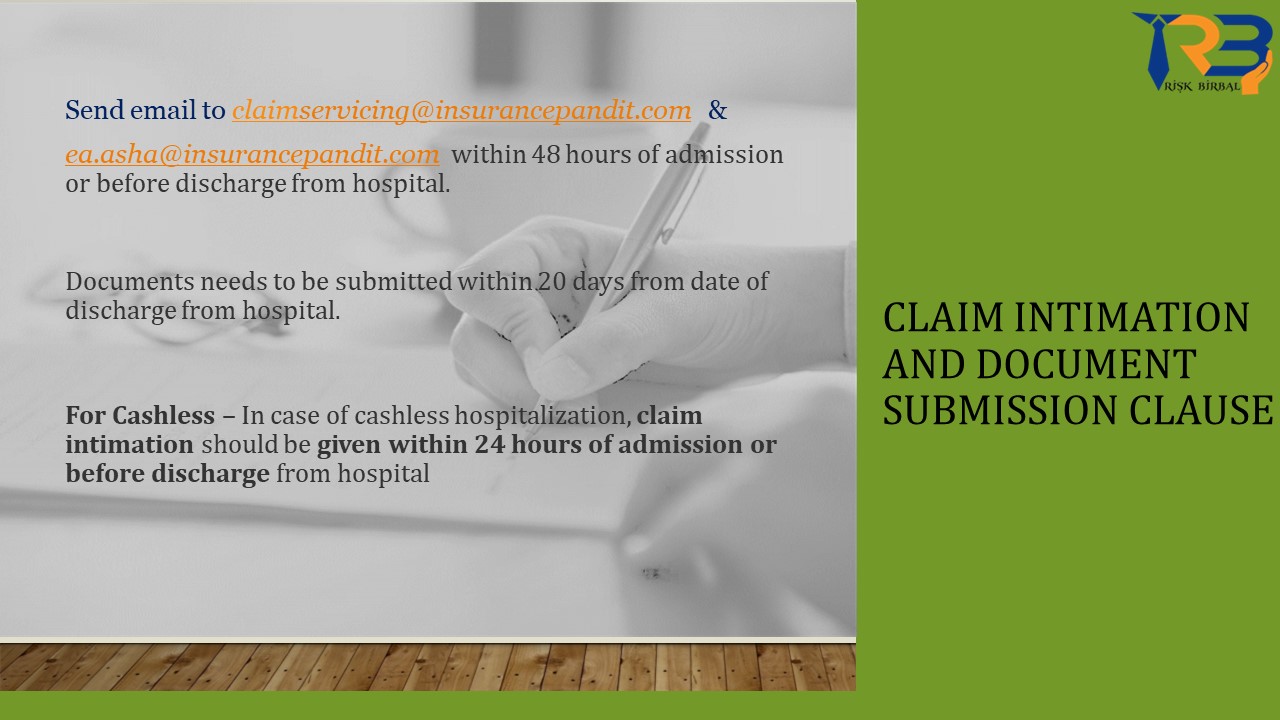 RISK BIRBAL
Send email to claimservicing@insurancepandit.com &
ea.asha@insurancepandit.com within 48 hours of admission
or before discharge from hospital.
Documents needs to be submitted within 20 days from date of
discharge from hospital.
For Cashless – In case of cashless hospitalization, claim
intimation should be given within 24 hours of admission or
before discharge from hospital
CLAIM INTIMATION
AND DOCUMENT
SUBMISSION CLAUSE